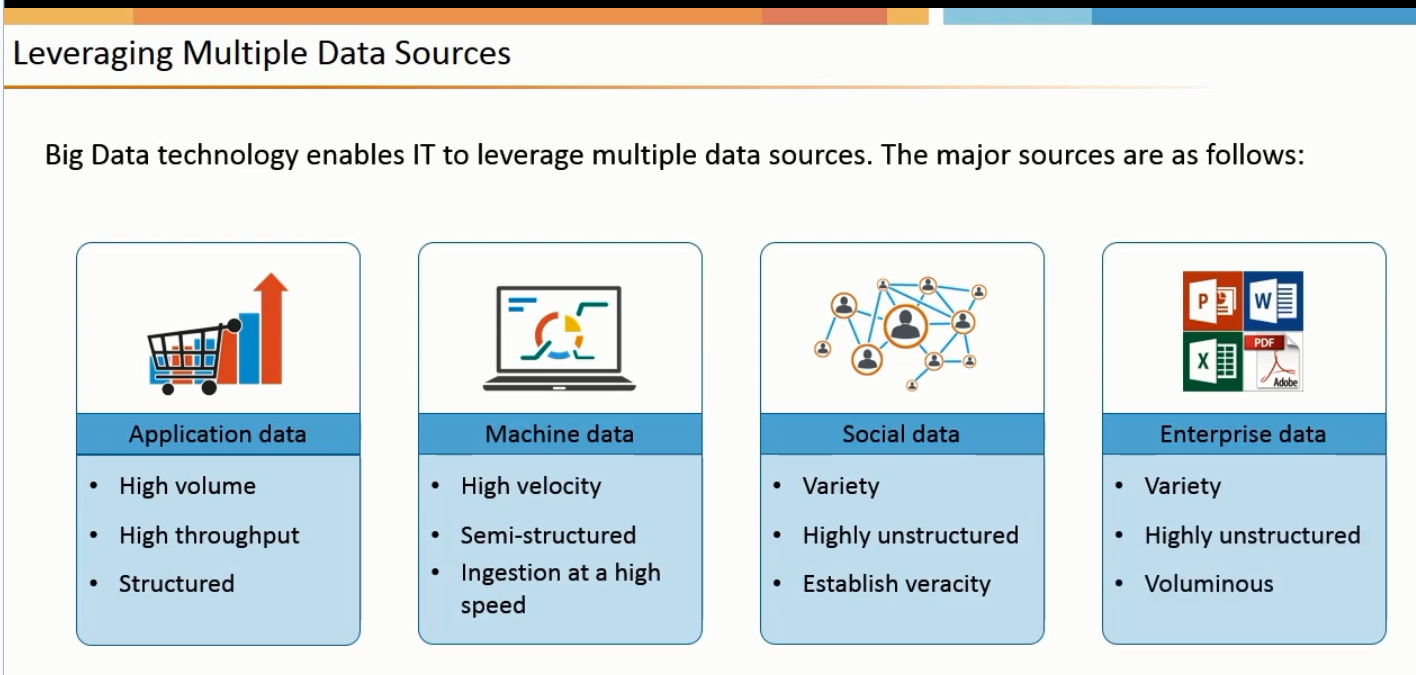 Leveraging Multiple Data Sources
Big Data technology enables IT to leverage multiple data sources. The major sources are as follows:
P
W
X
PDF
Adobe
Application data
• High volume
• High throughput
• Structured
Machine data
• High velocity
• Semi-structured
• Ingestion at a high
speed
Social data
• Variety
• Highly unstructured
• Establish veracity
Enterprise data
• Variety
• Highly unstructured
• Voluminous